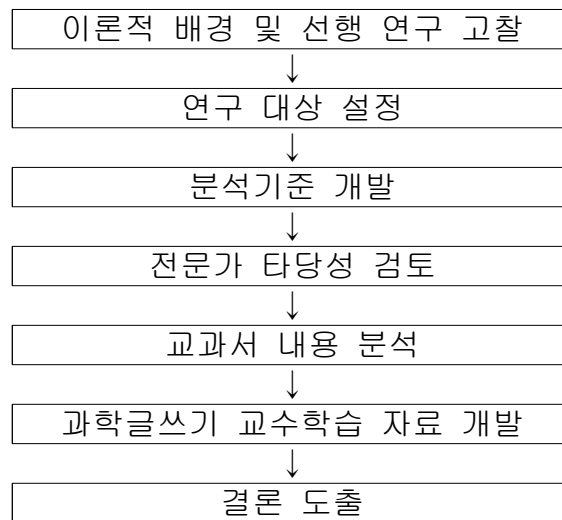 이론적 배경 및 선행 연구 고찰
↓
연구 대상 설정
↓
분석기준 개발
↓
전문가 타당성 검토
↓
교과서 내용 분석
↓
과학글쓰기 교수학습 자료 개발
↓
결론 도출